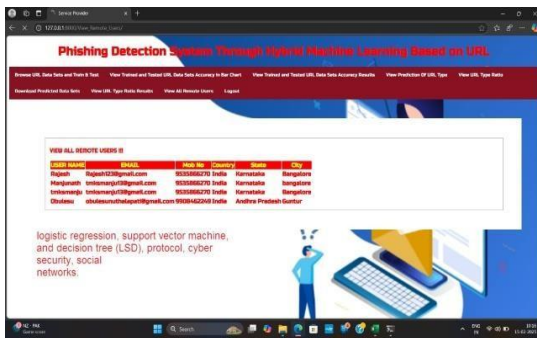 Service Provider
127.0.0.1
View_Remote_Users/
Phishing Detection System Through Hybrid Machine Learning Based on URL
Browse URL Data Sets and Train & Test View Trained and Tested URL Data Sets Accuracy in Bar Chart View Trained and Tested URL Data Sets Accuracy Results View Prediction Of URL Type View URL Type Ratio
Download Predicted Data Sets View URL Type Ratio Results View All Remote Users Logout
VIEW ALL REMOTE USERS !!!
USER NAME EMAIL Mob No Country State City
Rajesh Rajesh123@gmail.com 9535866270 India Karnataka Bangalore
Manjunath tmksmanju13@gmail.com 9535866270 India Karnataka Bangalore
tmksmanju tmksmanju13@gmail.com 9535866270 India Karnataka Bangalore
Obulesu obulesunuthalapati@gmail.com 9908462249 India Andhra Pradesh Guntur
logistic regression, support vector machine,
and decision tree (LSD), protocol, cyber
security, social
networks.
Search
ENG